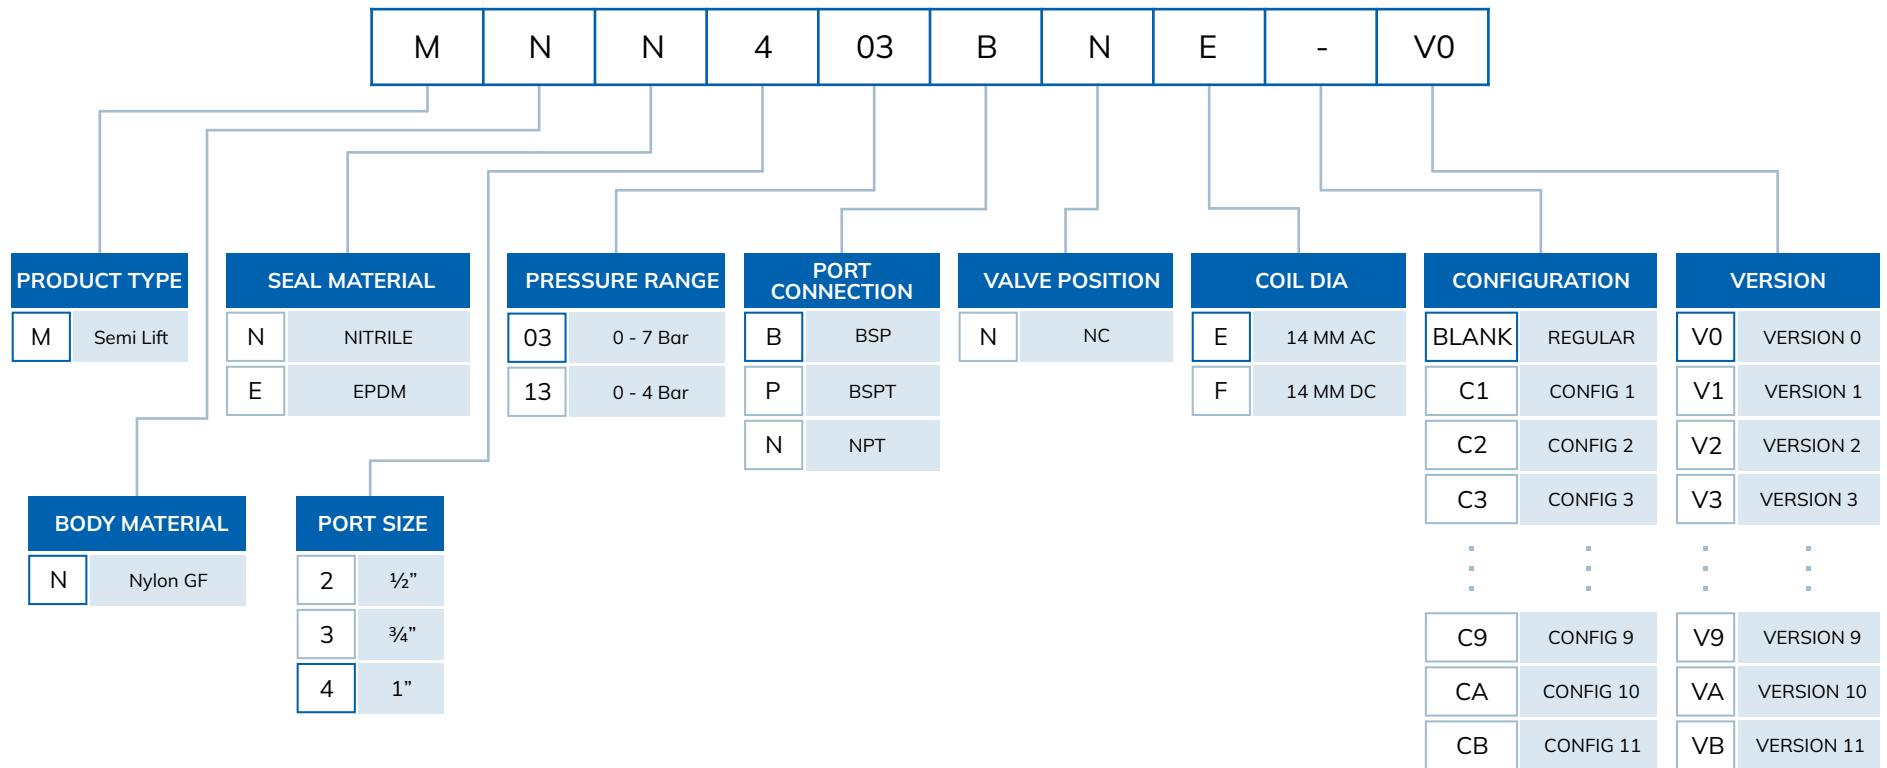 M N N 4 03 B N E - V0
PRODUCT TYPE
M Semi Lift
SEAL MATERIAL
N NITRILE
E EPDM
PRESSURE RANGE
03 0 - 7 Bar
13 0 - 4 Bar
PORT
CONNECTION
B BSP
P BSPT
N NPT
VALVE POSITION
N NC
COIL DIA
E 14 MM AC
F 14 MM DC
CONFIGURATION
BLANK REGULAR
C1 CONFIG 1
C2 CONFIG 2
C3 CONFIG 3
C9 CONFIG 9
CA CONFIG 10
CB CONFIG 11
VERSION
V0 VERSION 0
V1 VERSION 1
V2 VERSION 2
V3 VERSION 3
V9 VERSION 9
VA VERSION 10
VB VERSION 11
BODY MATERIAL
N Nylon GF
PORT SIZE
2 ½”
3 ¾”
4 1”